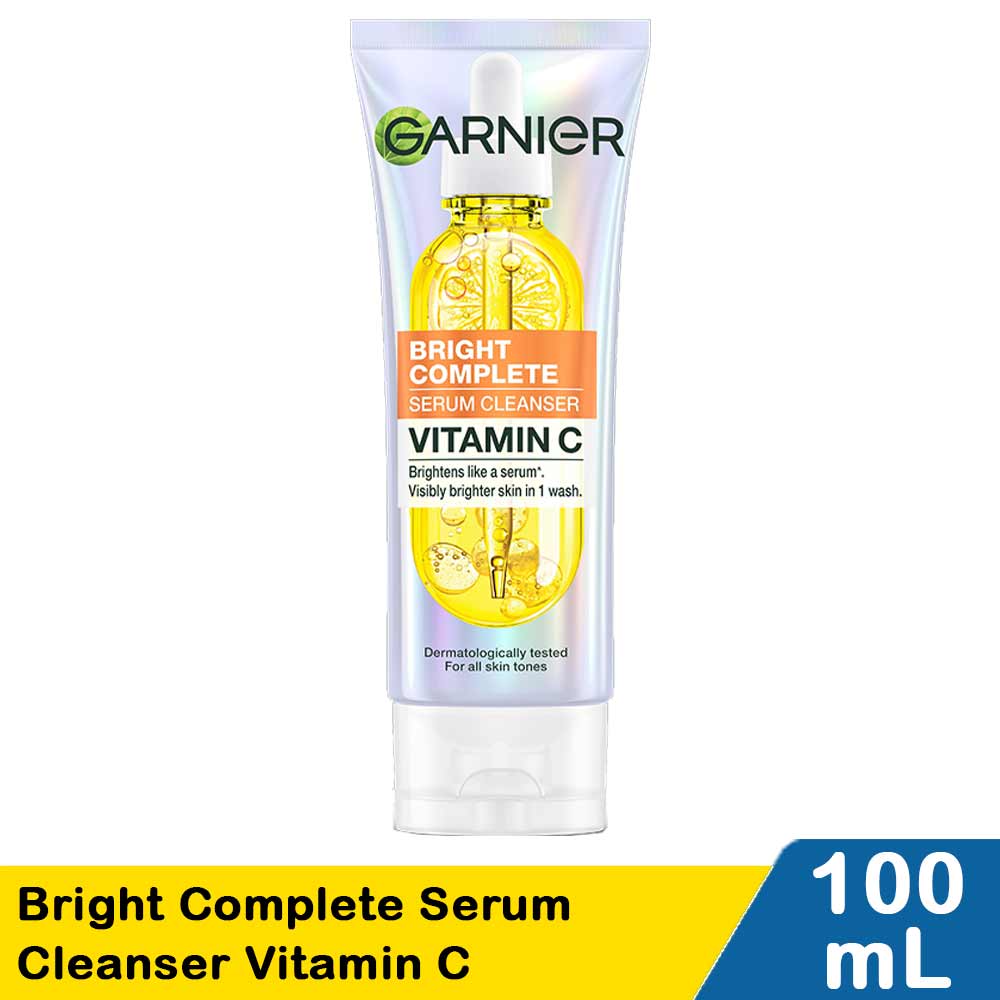 GARNIER
BRIGHT
COMPLETE
SERUM CLEANSER
VITAMIN C
Brightens like a serum*.
Visibly brighter skin in 1 wash.
Dermatologically tested
For all skin tones
Bright Complete Serum
Cleanser Vitamin C
100
mL